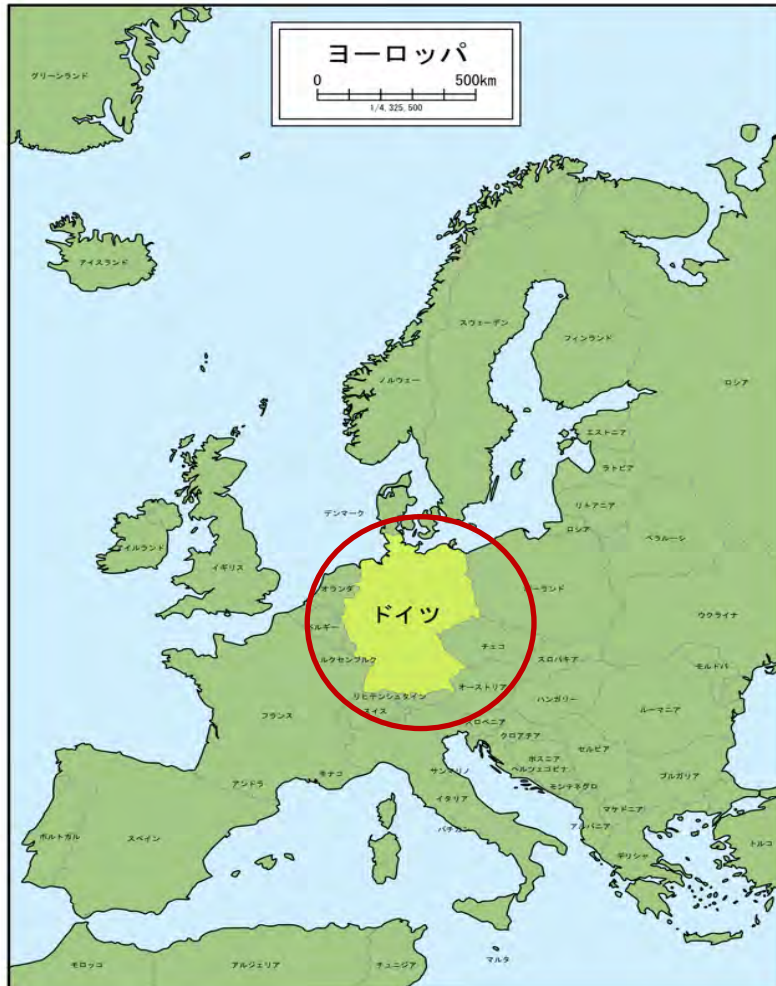 ヨーロッパ
0 500km
1/4,325,500
グリーンランド
アイスランド
スウェーデン
フィンランド
ロシア
ノルウェー
エストニア
ラトビア
リトアニア
デンマーク
ロシア
ベラルーシ
アイルランド
イギリス
オランダ
ポーランド
ドイツ
ウクライナ
ベルギー
チェコ
ルクセンブルク
スロバキア
モルドバ
オーストリア
リヒテンシュタイン
ハンガリー
スイス
フランス
ルーマニア
スロベニア
クロアチア
セルビア
ボスニア
ヘルツェゴビナ
サンマリノ
モナコ
アンドラ
ブルガリア
モンテネグロ
イタリア
マケドニア
バチカン
アルバニア
ポルトガル
スペイン
トルコ
ギリシャ
マルタ
モロッコ
アルジェリア
チュニジア